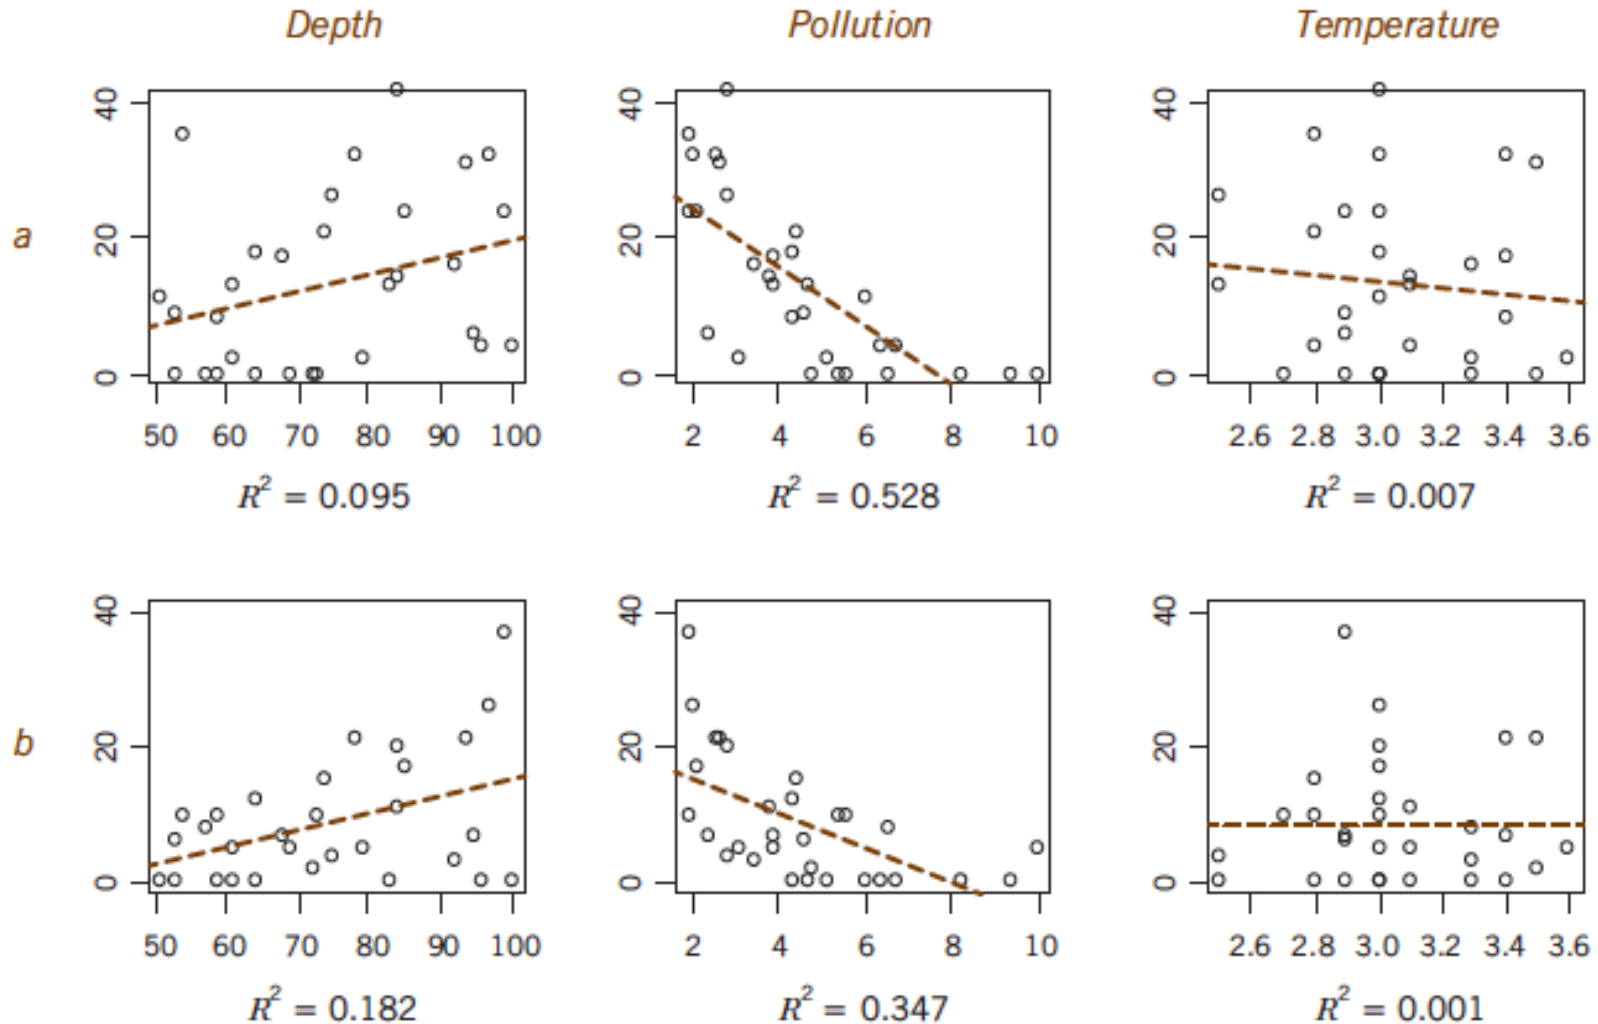 Depth Pollution Temperature
a
40 20 0
50 60 70 80 90 100
R² = 0.095
40 20 0
2 4 6 8 10
R² = 0.528
40 20 0
2.6 2.8 3.0 3.2 3.4 3.6
R² = 0.007
b
40 20 0
50 60 70 80 90 100
R² = 0.182
40 20 0
2 4 6 8 10
R² = 0.347
40 20 0
2.6 2.8 3.0 3.2 3.4 3.6
R² = 0.001